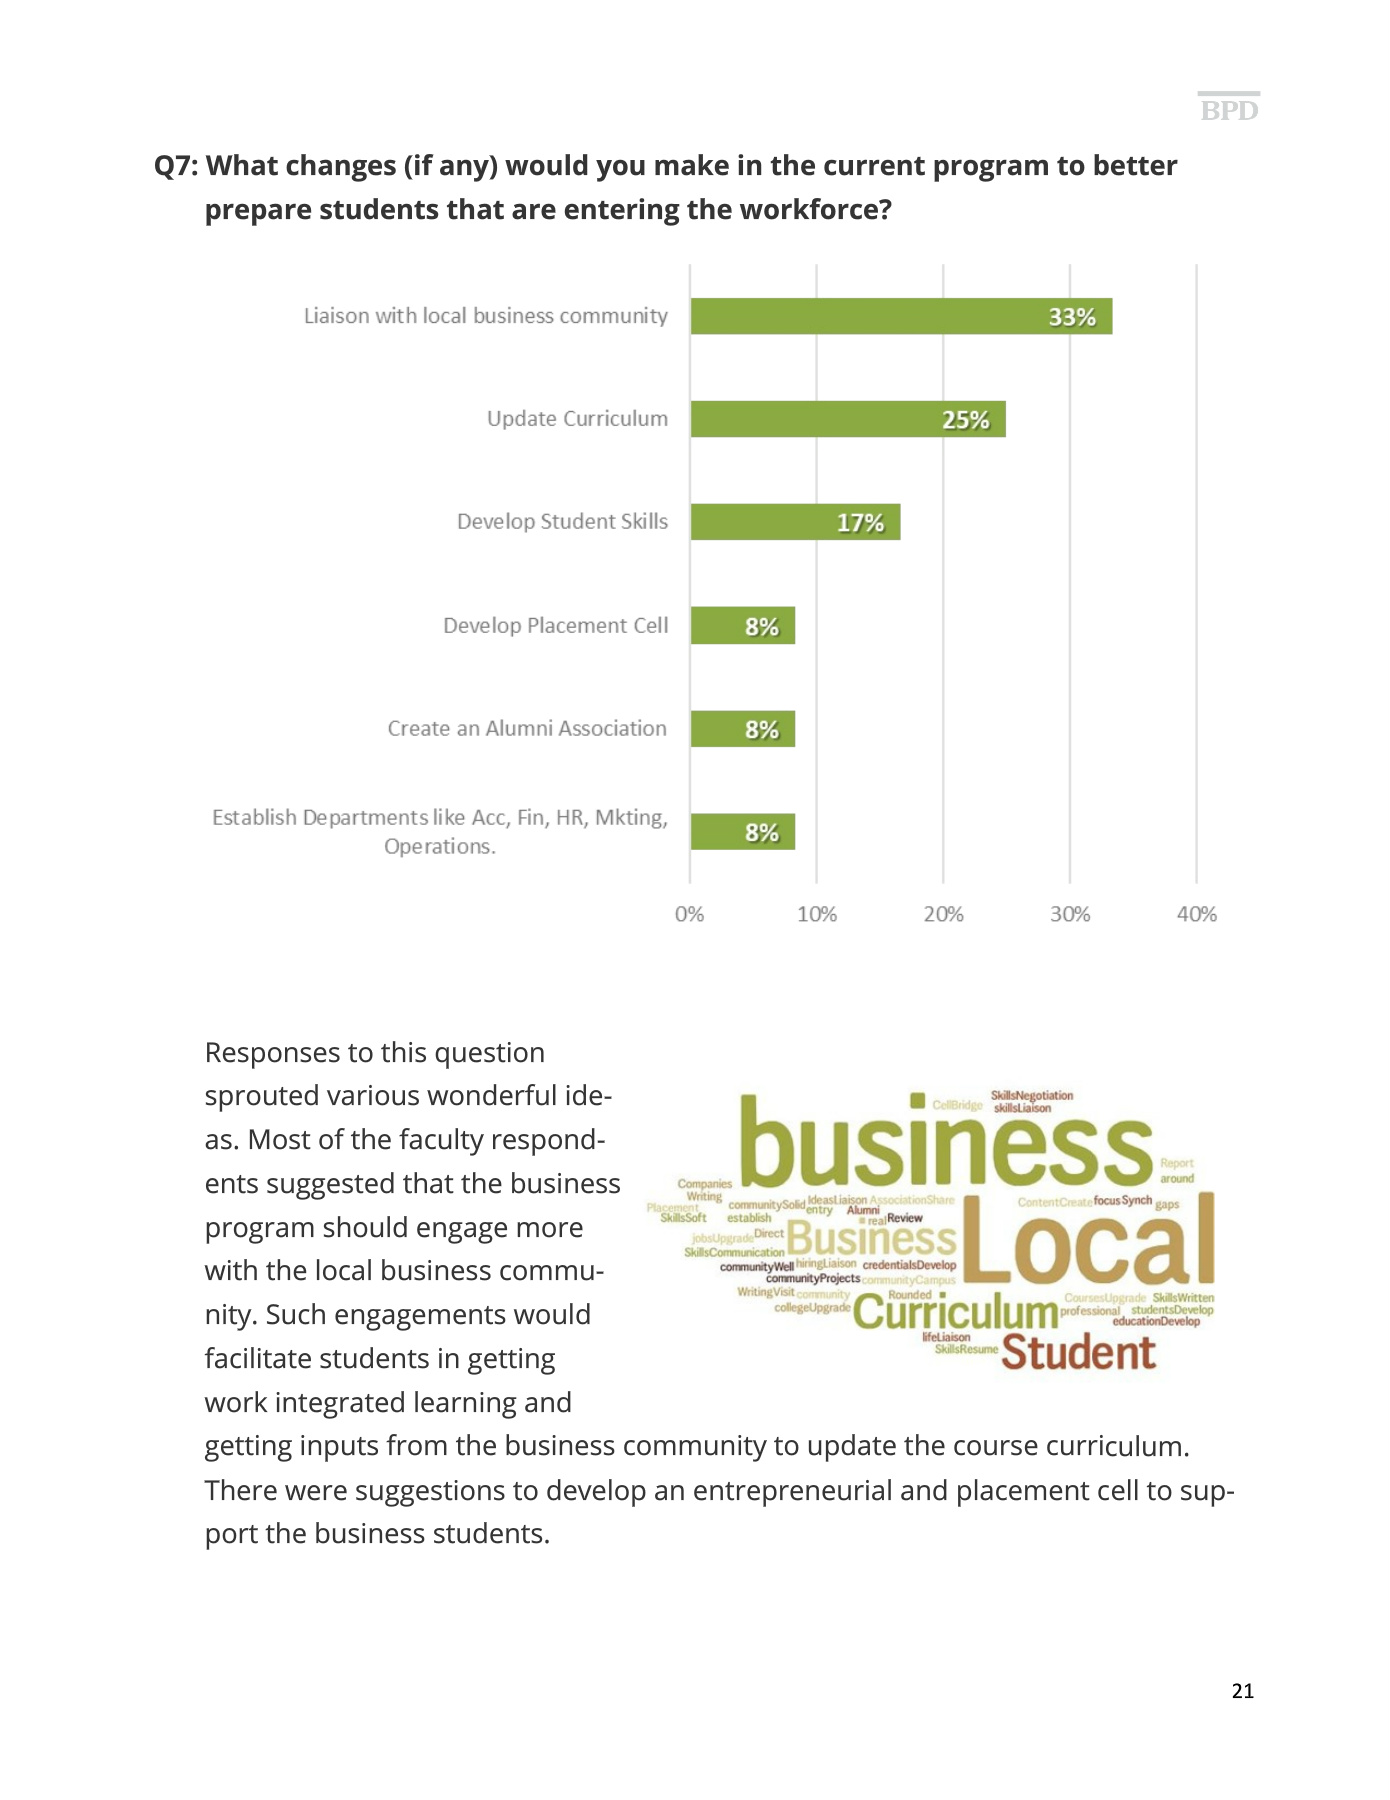 BPD
Q7: What changes (if any) would you make in the current program to better
prepare students that are entering the workforce?
Liaison with local business community
33%
Update Curriculum
25%
Develop Student Skills
17%
Develop Placement Cell
8%
Create an Alumni Association
8%
Establish Departments like Acc, Fin, HR, Mkting,
Operations.
8%
0% 10% 20% 30% 40%
Responses to this question
sprouted various wonderful ide-
as. Most of the faculty respond-
ents suggested that the business
program should engage more
with the local business commu-
nity. Such engagements would
facilitate students in getting
work integrated learning and
getting inputs from the business community to update the course curriculum.
There were suggestions to develop an entrepreneurial and placement cell to sup-
port the business students.
SkillsNegotiation
CellBridge skillsLiaison
business
Report
around
Companies
Writing
Placement
SkillsSoft
communitySolid IdeasLiaison AssociationShare
establish entry Alumni
real Review
ContentCreate focus Synch gaps
jobsUpgrade Direct
Business
Local
SkillsCommunication
communityWell hiringLiaison credentialsDevelop
communityProjects communityCampus
WritingVisit community Rounded
collegeUpgrade
Curriculum
CoursesUpgrade SkillsWritten
professional studentsDevelop
educationDevelop
lifeLiaison
SkillsResume
Student
21